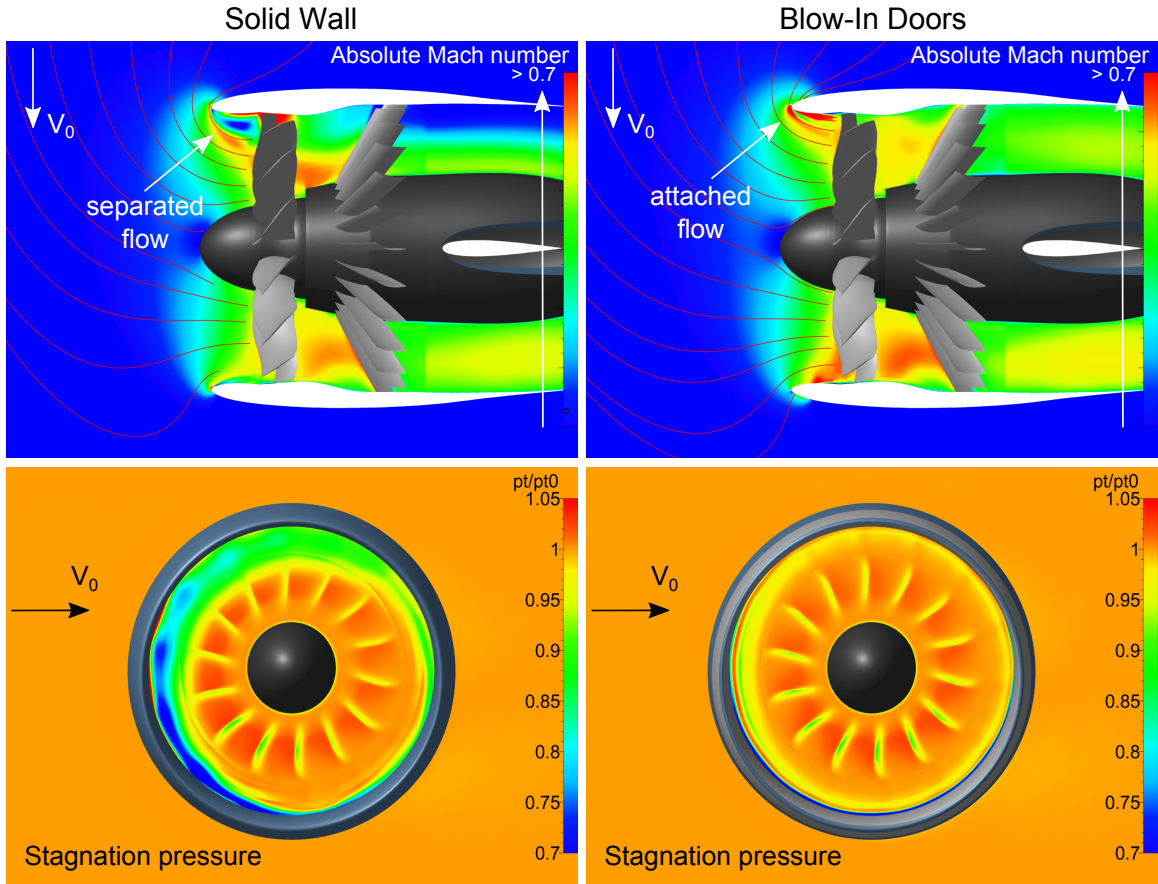 Solid Wall
Blow-In Doors
Absolute Mach number
> 0.7
V0
separated
flow
Absolute Mach number
> 0.7
V0
attached
flow
pt/pt0
1.05
1
0.95
0.9
0.85
0.8
0.75
0.7
V0
Stagnation pressure
pt/pt0
1.05
1
0.95
0.9
0.85
0.8
0.75
0.7
V0
Stagnation pressure